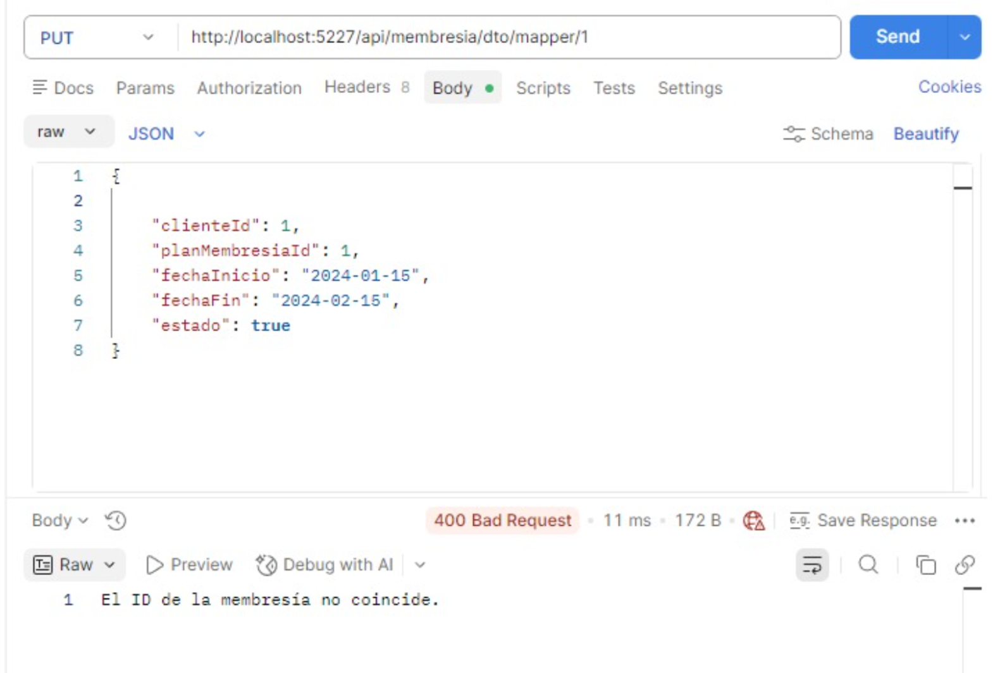 PUT http://localhost:5227/api/membresia/dto/mapper/1 Send
Docs Params Authorization Headers 8 Body Scripts Tests Settings Cookies
raw JSON Schema Beautify
1 {
2
3 "clienteId": 1,
4 "planMembresiaId": 1,
5 "fechaInicio": "2024-01-15",
6 "fechaFin": "2024-02-15",
7 "estado": true
8 }
Body 400 Bad Request • 11 ms • 172 B • e.g. Save Response •••
Raw Preview Debug with AI
1 El ID de la membresía no coincide.